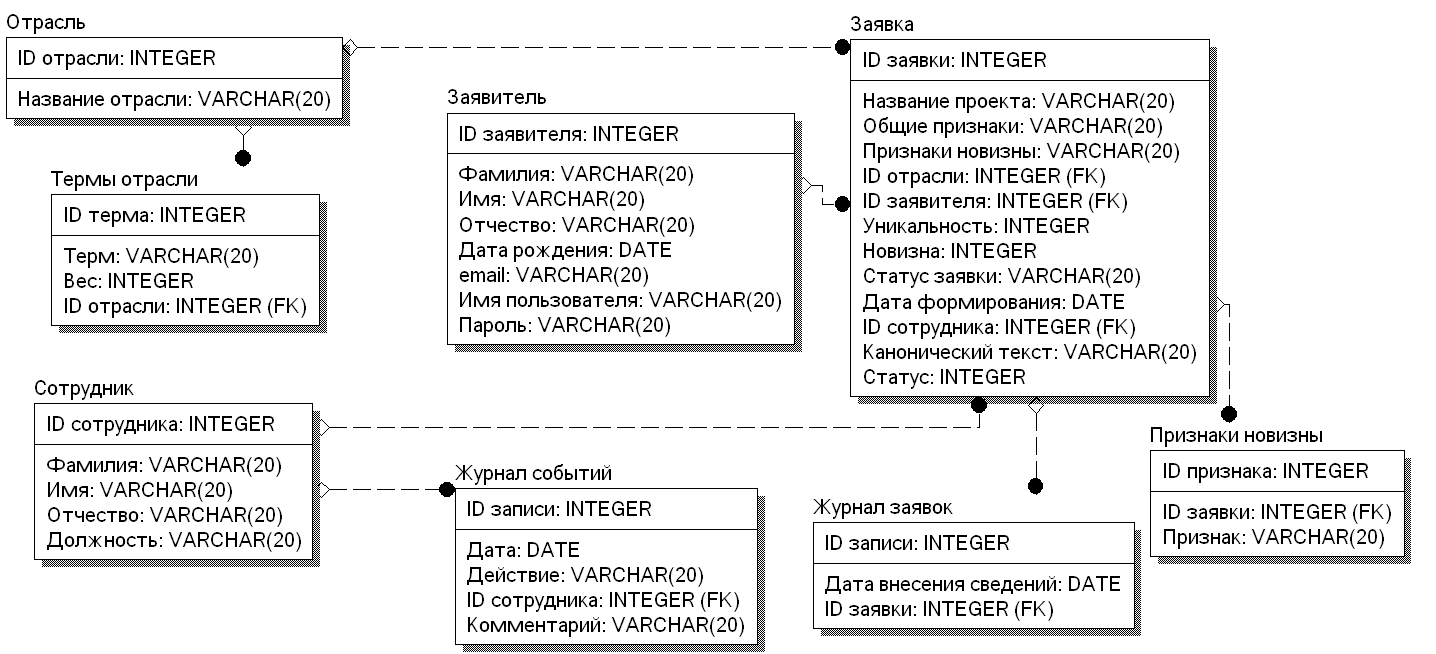 Отрасль
ID отрасли: INTEGER
Название отрасли: VARCHAR(20)
Термы отрасли
ID терма: INTEGER
Терм: VARCHAR(20)
Вес: INTEGER
ID отрасли: INTEGER (FK)
Заявитель
ID заявителя: INTEGER
Фамилия: VARCHAR(20)
Имя: VARCHAR(20)
Отчество: VARCHAR(20)
Дата рождения: DATE
email: VARCHAR(20)
Имя пользователя: VARCHAR(20)
Пароль: VARCHAR(20)
Заявка
ID заявки: INTEGER
Название проекта: VARCHAR(20)
Общие признаки: VARCHAR(20)
Признаки новизны: VARCHAR(20)
ID отрасли: INTEGER (FK)
ID заявителя: INTEGER (FK)
Уникальность: INTEGER
Новизна: INTEGER
Статус заявки: VARCHAR(20)
Дата формирования: DATE
ID сотрудника: INTEGER (FK)
Канонический текст: VARCHAR(20)
Статус: INTEGER
Сотрудник
ID сотрудника: INTEGER
Фамилия: VARCHAR(20)
Имя: VARCHAR(20)
Отчество: VARCHAR(20)
Должность: VARCHAR(20)
Журнал событий
ID записи: INTEGER
Дата: DATE
Действие: VARCHAR(20)
ID сотрудника: INTEGER (FK)
Комментарий: VARCHAR(20)
Журнал заявок
ID записи: INTEGER
Дата внесения сведений: DATE
ID заявки: INTEGER (FK)
Признаки новизны
ID признака: INTEGER
ID заявки: INTEGER (FK)
Признак: VARCHAR(20)